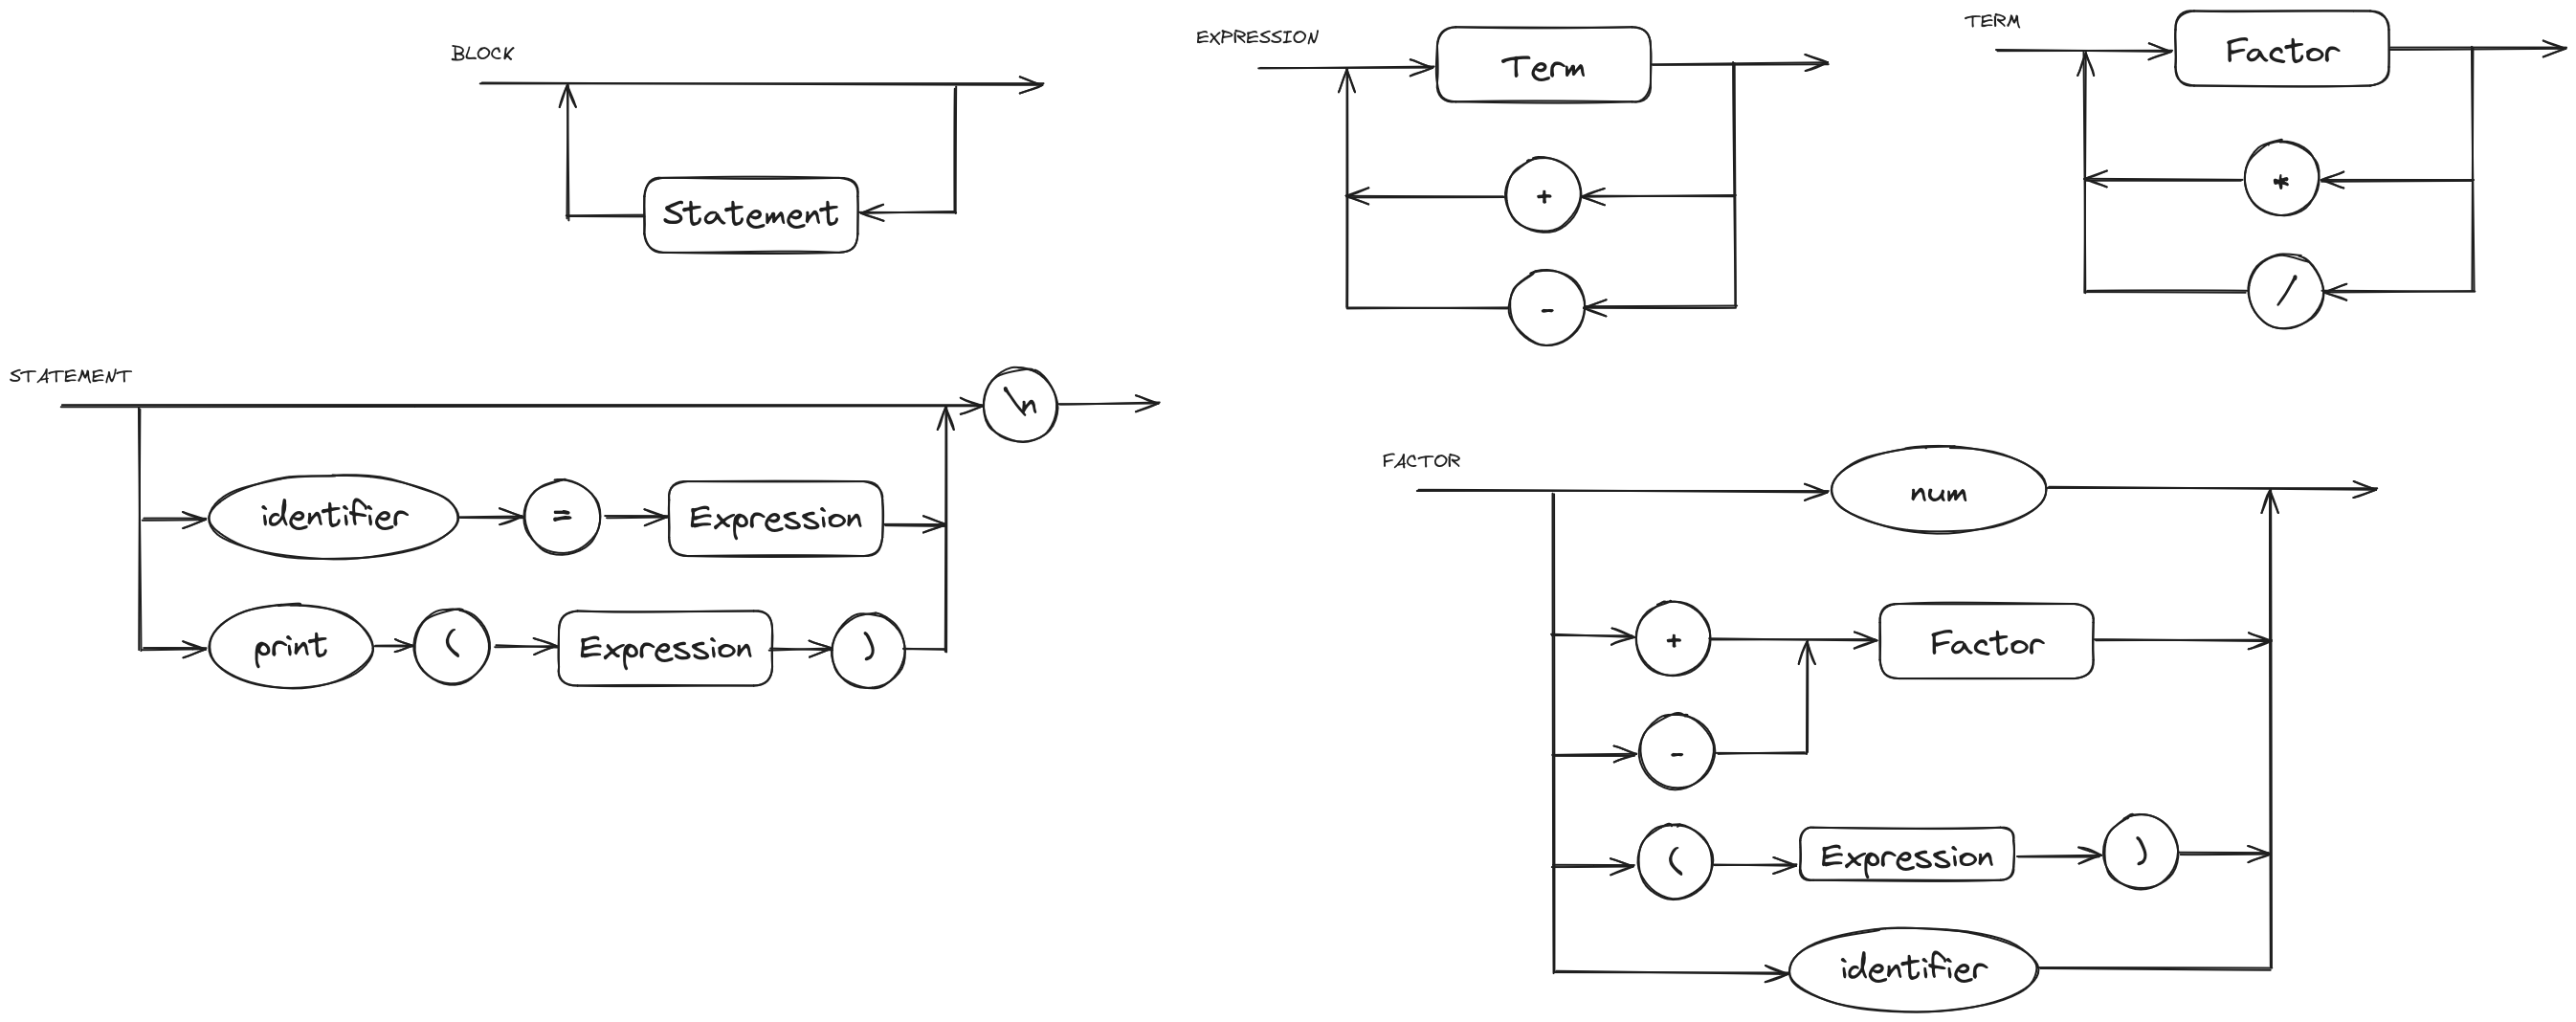 BLOCK
Statement
EXPRESSION
Term
+
-
TERM
Factor
*
/
STATEMENT
\n
identifier = Expression
print ( Expression )
FACTOR
num
+ Factor
-
( Expression )
identifier